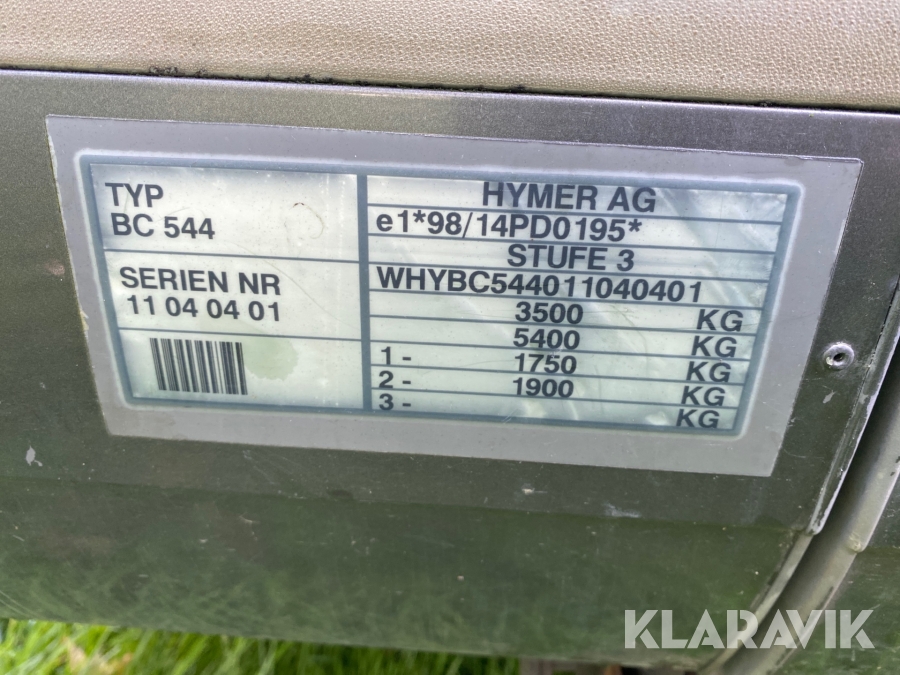 TYP
BC 544
SERIEN NR
11 04 04 01
HYMER AG
e1*98/14PD0195*
STUFE 3
WHYBC544011040401
3500 KG
5400 KG
1 - 1750 KG
2 - 1900 KG
3 - KG
KLARAVIK